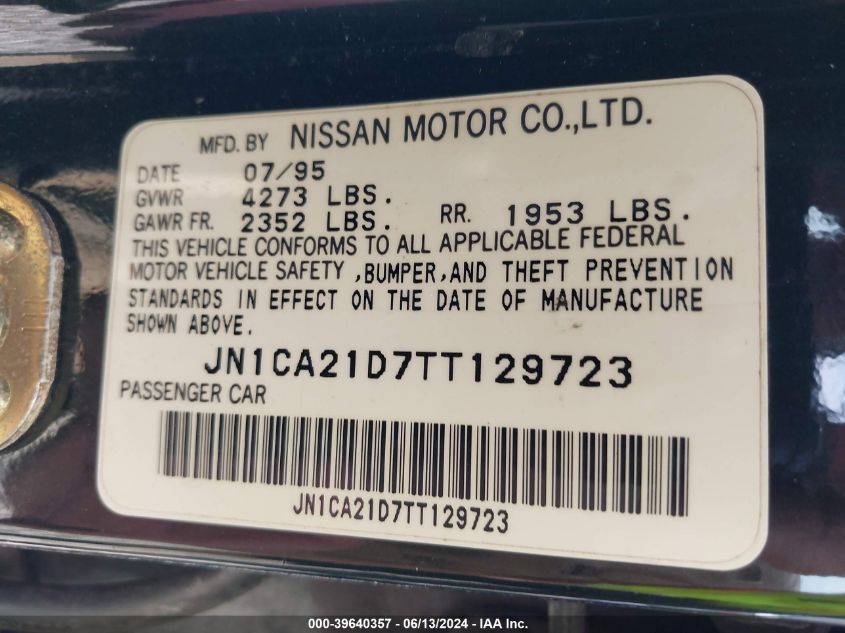 MFD. BY NISSAN MOTOR CO.,LTD.
DATE 07/95
GVWR 4273 LBS.
GAWR FR. 2352 LBS. RR. 1953 LBS.
THIS VEHICLE CONFORMS TO ALL APPLICABLE FEDERAL
MOTOR VEHICLE SAFETY ,BUMPER,AND THEFT PREVENTION
STANDARDS IN EFFECT ON THE DATE OF MANUFACTURE
SHOWN ABOVE.
JN1CA21D7TT129723
PASSENGER CAR
JN1CA21D7TT129723
000-39640357 - 06/13/2024 - IAAI Inc.